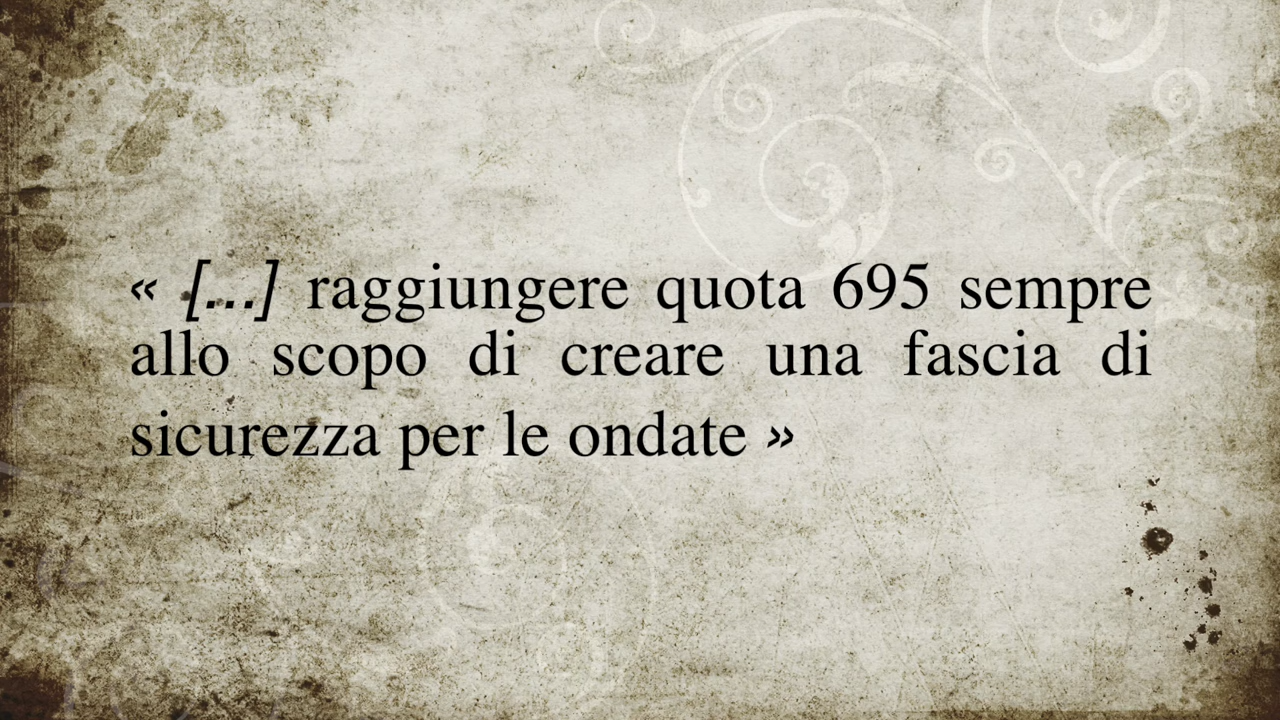 « [...] raggiungere quota 695 sempre
allo scopo di creare una fascia di
sicurezza per le ondate »